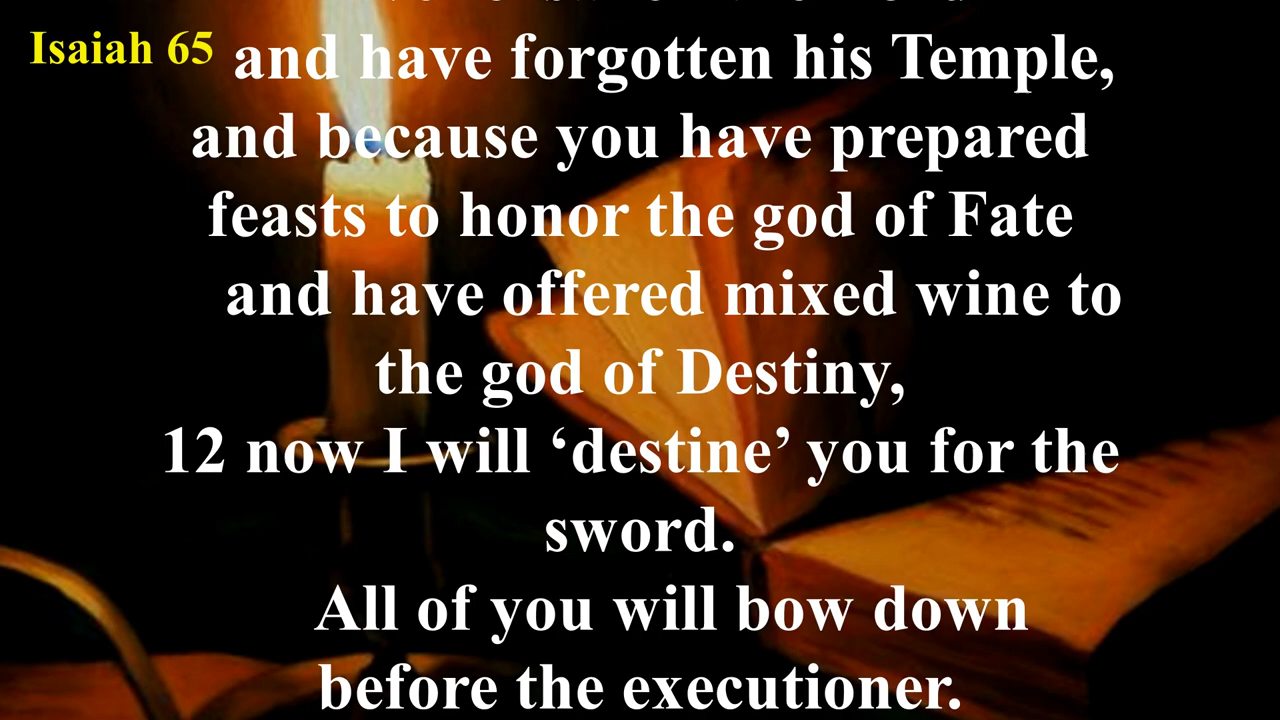 Isaiah 65
and have forgotten his Temple,
and because you have prepared
feasts to honor the god of Fate
and have offered mixed wine to
the god of Destiny,
12 now I will ‘destine’ you for the
sword.
All of you will bow down
before the executioner.